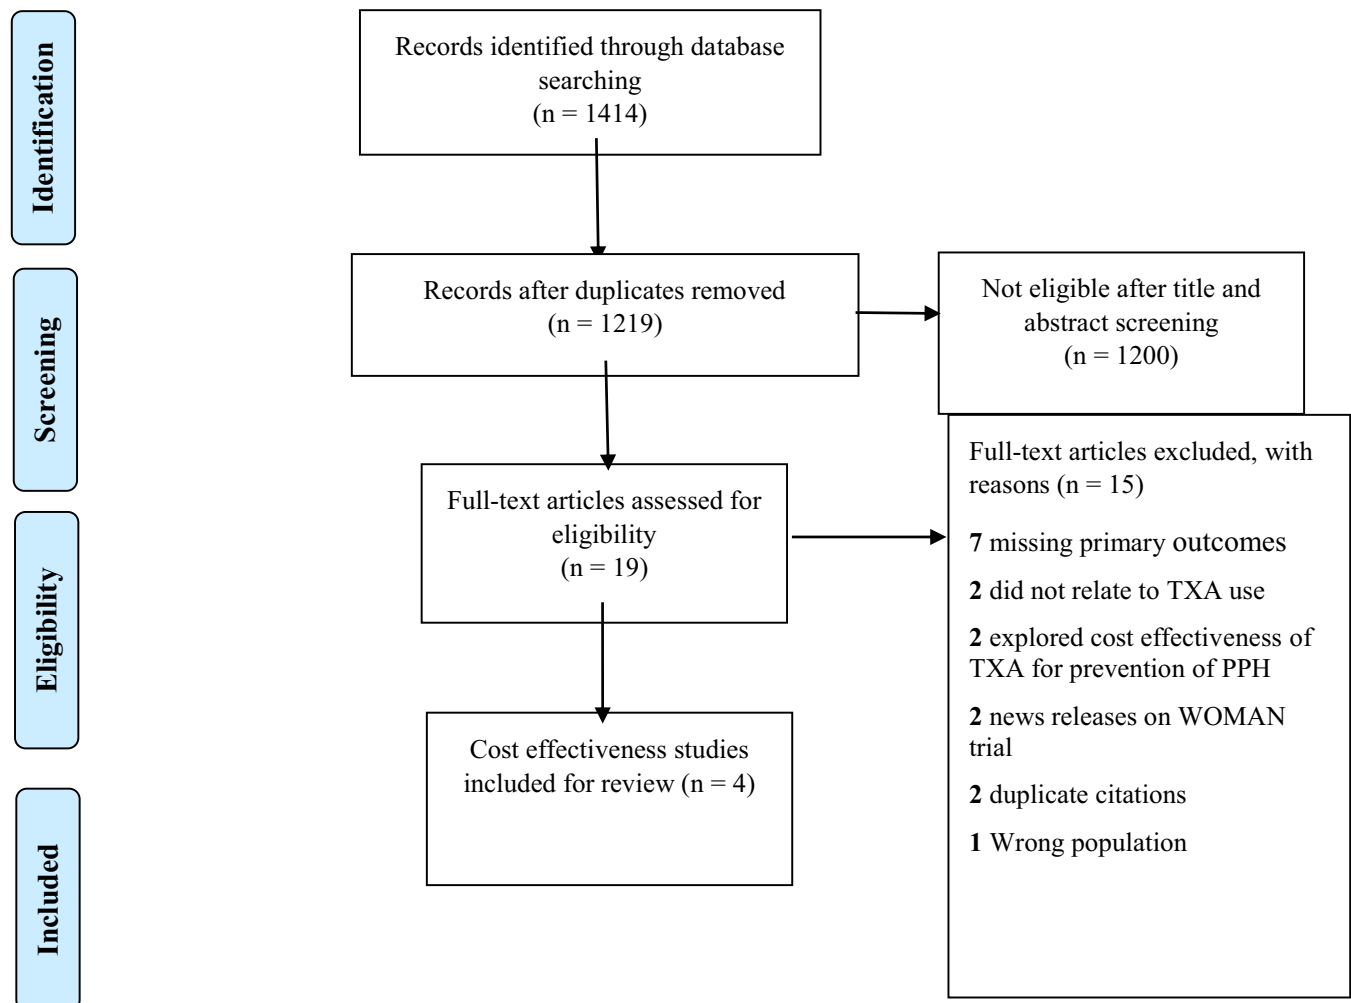 Identification
Records identified through database
searching
(n = 1414)
Screening
Records after duplicates removed
(n = 1219)
Not eligible after title and
abstract screening
(n = 1200)
Eligibility
Full-text articles assessed for
eligibility
(n = 19)
Full-text articles excluded, with
reasons (n = 15)
7 missing primary outcomes
2 did not relate to TXA use
2 explored cost effectiveness of
TXA for prevention of PPH
2 news releases on WOMAN
trial
2 duplicate citations
1 Wrong population
Included
Cost effectiveness studies
included for review (n = 4)